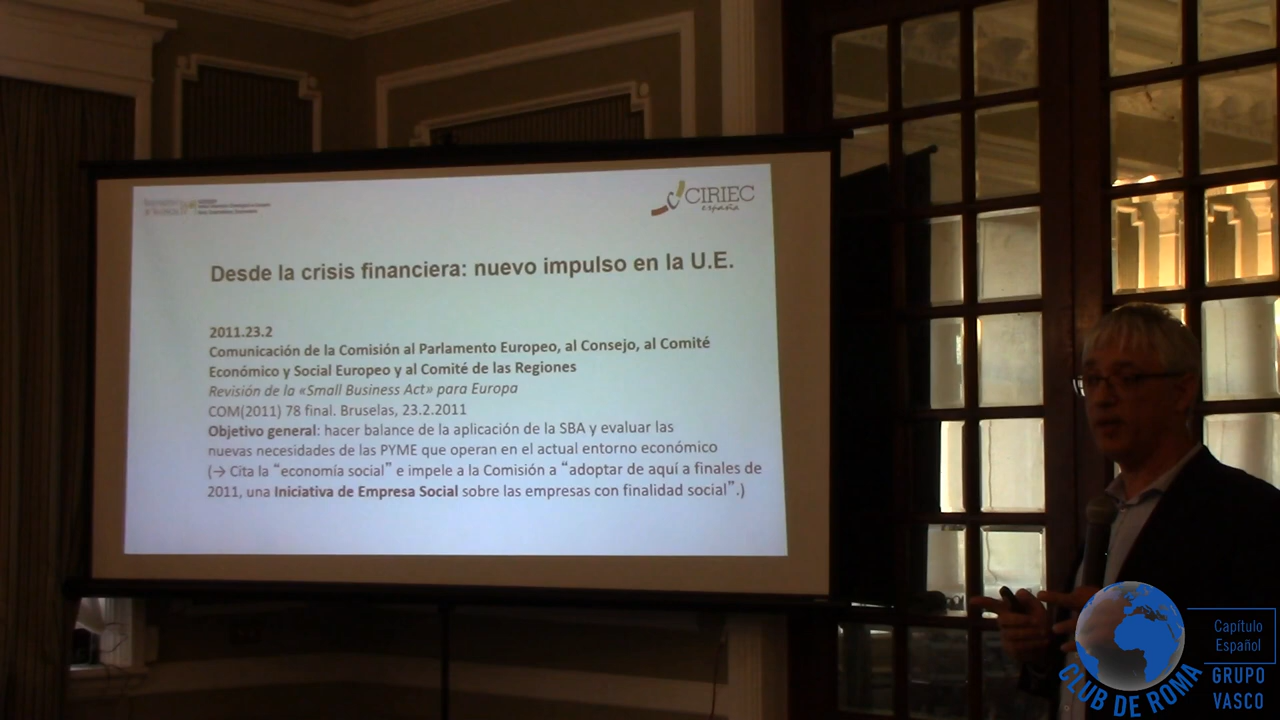 CIRIEC
españa
Desde la crisis financiera: nuevo impulso en la U.E.
2011.23.2
Comunicación de la Comisión al Parlamento Europeo, al Consejo, al Comité
Económico y Social Europeo y al Comité de las Regiones
Revisión de la «Small Business Act» para Europa
COM(2011) 78 final. Bruselas, 23.2.2011
Objetivo general: hacer balance de la aplicación de la SBA y evaluar las
nuevas necesidades de las PYME que operan en el actual entorno económico
(→ Cita la “economía social” e impele a la Comisión a “adoptar de aquí a finales de
2011, una Iniciativa de Empresa Social sobre las empresas con finalidad social”.)
CLUB DE ROMA
Capítulo
Español
GRUPO
VASCO